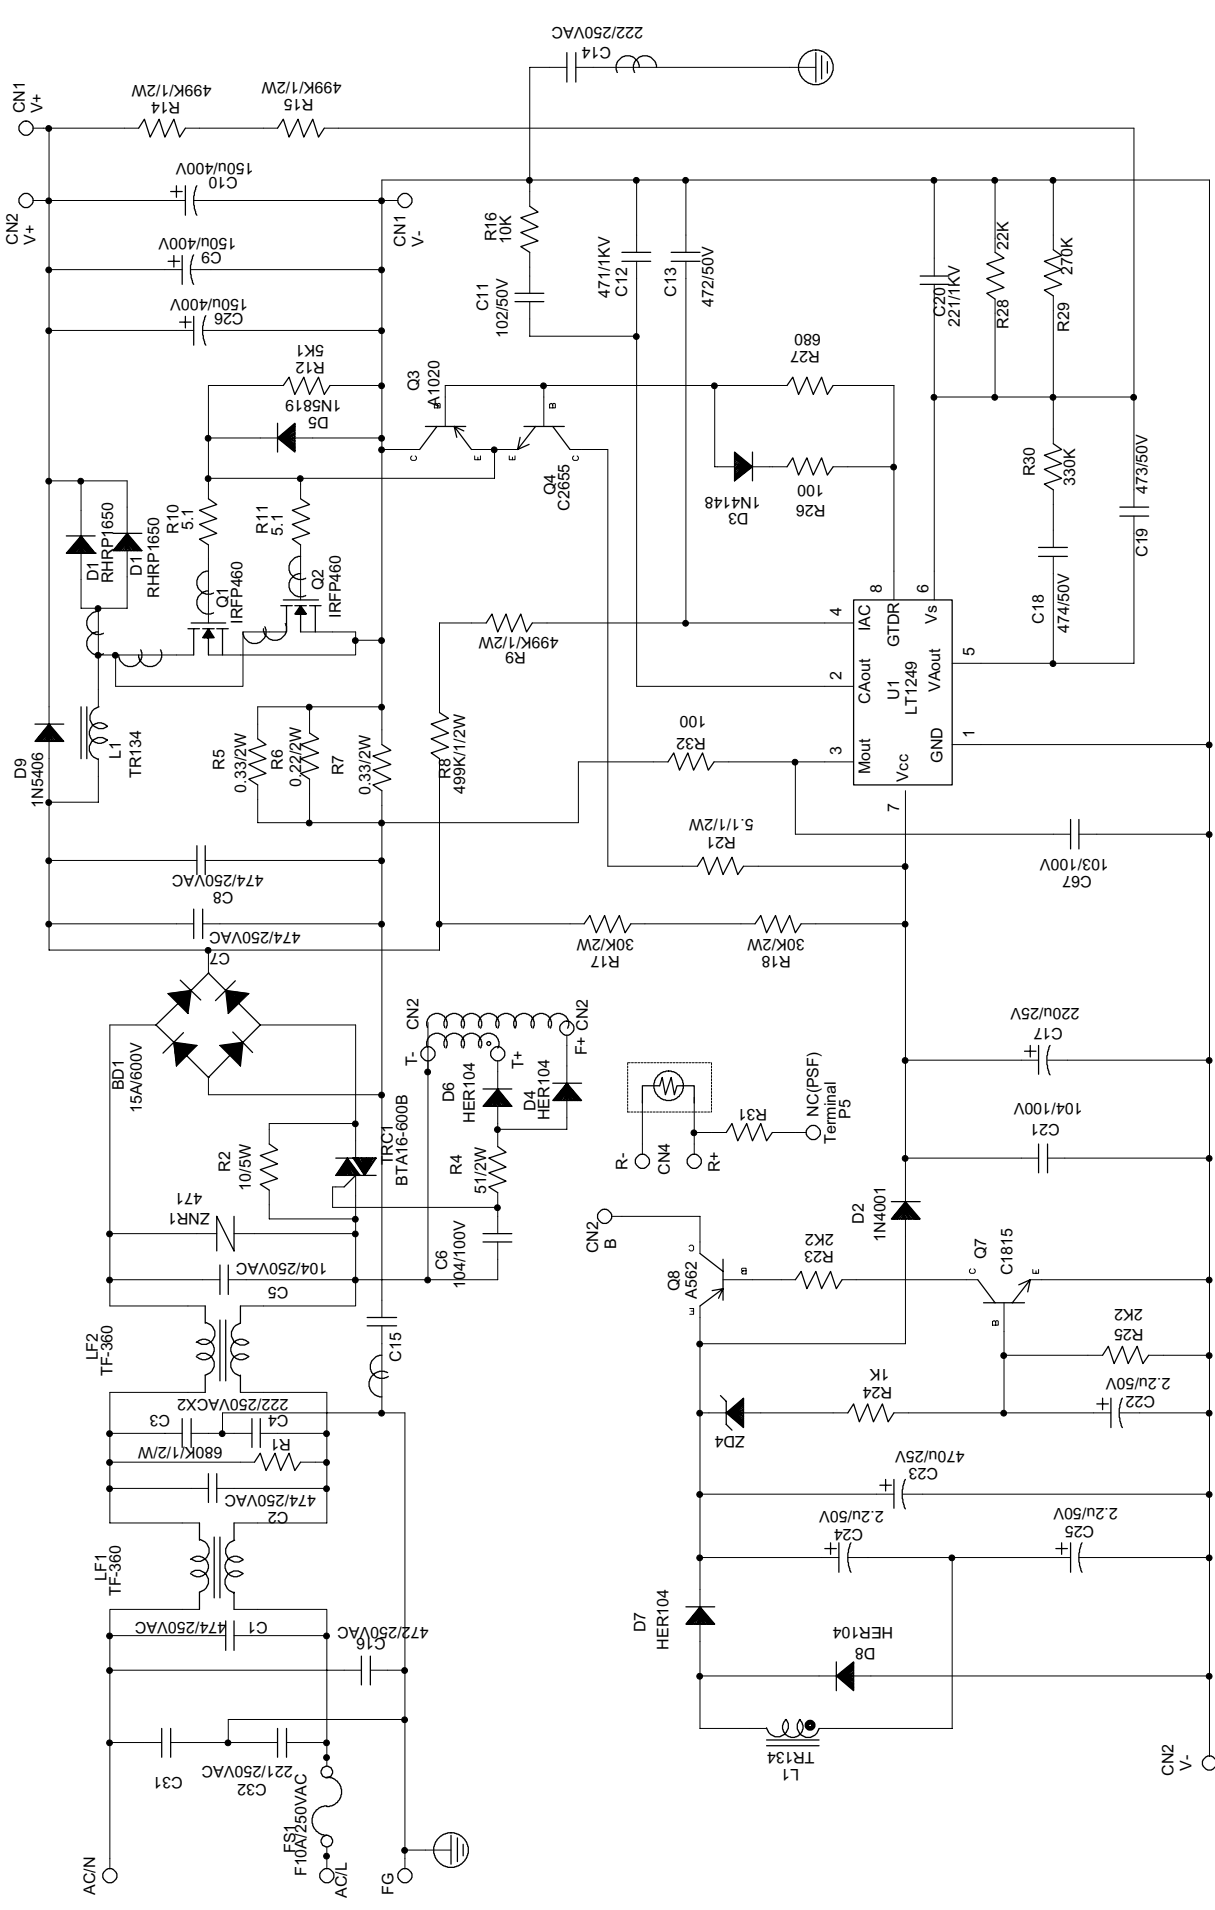 CN1
V+
499K/1/2W
R14
499K/1/2W
R15
222/250VAC
C14
CN2
V+
150u/400V
C10
150u/400V
C9
150u/400V
C26
CN1
V-
R16
10K
C11
102/50V
471/1KV
C12
C13
472/50V
C20
221/1KV
R28
22K
R29
270K
5K1
R12
1N5819
D5
Q3
A1020
B
C
E
E
B
C
Q4
C2655
680
R27
D3
1N4148
100
R26
R30
330K
C18
474/50V
473/50V
C19
D1
RHRP1650
D1
RHRP1650
R10
5.1
R11
5.1
Q1
IRFP460
Q2
IRFP460
D9
1N5406
L1
TR134
R5
0.33/2W
R6
0.22/2W
R7
0.33/2W
499K/1/2W
R9
R8
499K/1/2W
100
R32
5.1/1/2W
R21
4
IAC
8
GTDR
6
Vs
2
CAout
U1
LT1249
VAout
5
3
Mout
Vcc
GND
1
7
103/100V
C67
474/250VAC
C8
474/250VAC
C7
30K/2W
R17
30K/2W
R18
BD1
15A/600V
R2
10/5W
TRC1
BTA16-600B
471
ZNR1
104/250VAC
C5
CN2
T-
T+
CN2
F+
D6
HER104
D4
HER104
R4
51/2W
C6
104/100V
R-
CN4
R+
R31
NC(PSF)
Terminal
P5
220u/25V
C17
104/100V
C21
D2
1N4001
CN2
B
Q8
A562
C
B
E
2K2
R23
Q7
C1815
C
B
E
2K2
R25
LF2
TF-360
C15
222/250VACX2
C3
C4
680K/1/2/W
R1
474/250VAC
C2
LF1
TF-360
474/250VAC
C1
472/250VAC
C16
C31
221/250VAC
C32
FS1
F10A/250VAC
AC/N
AC/L
FG
ZD4
1K
R24
2.2u/50V
C22
470u/25V
C23
2.2u/50V
C24
2.2u/50V
C25
D7
HER104
HER104
D8
TR134
L1
CN2
V-